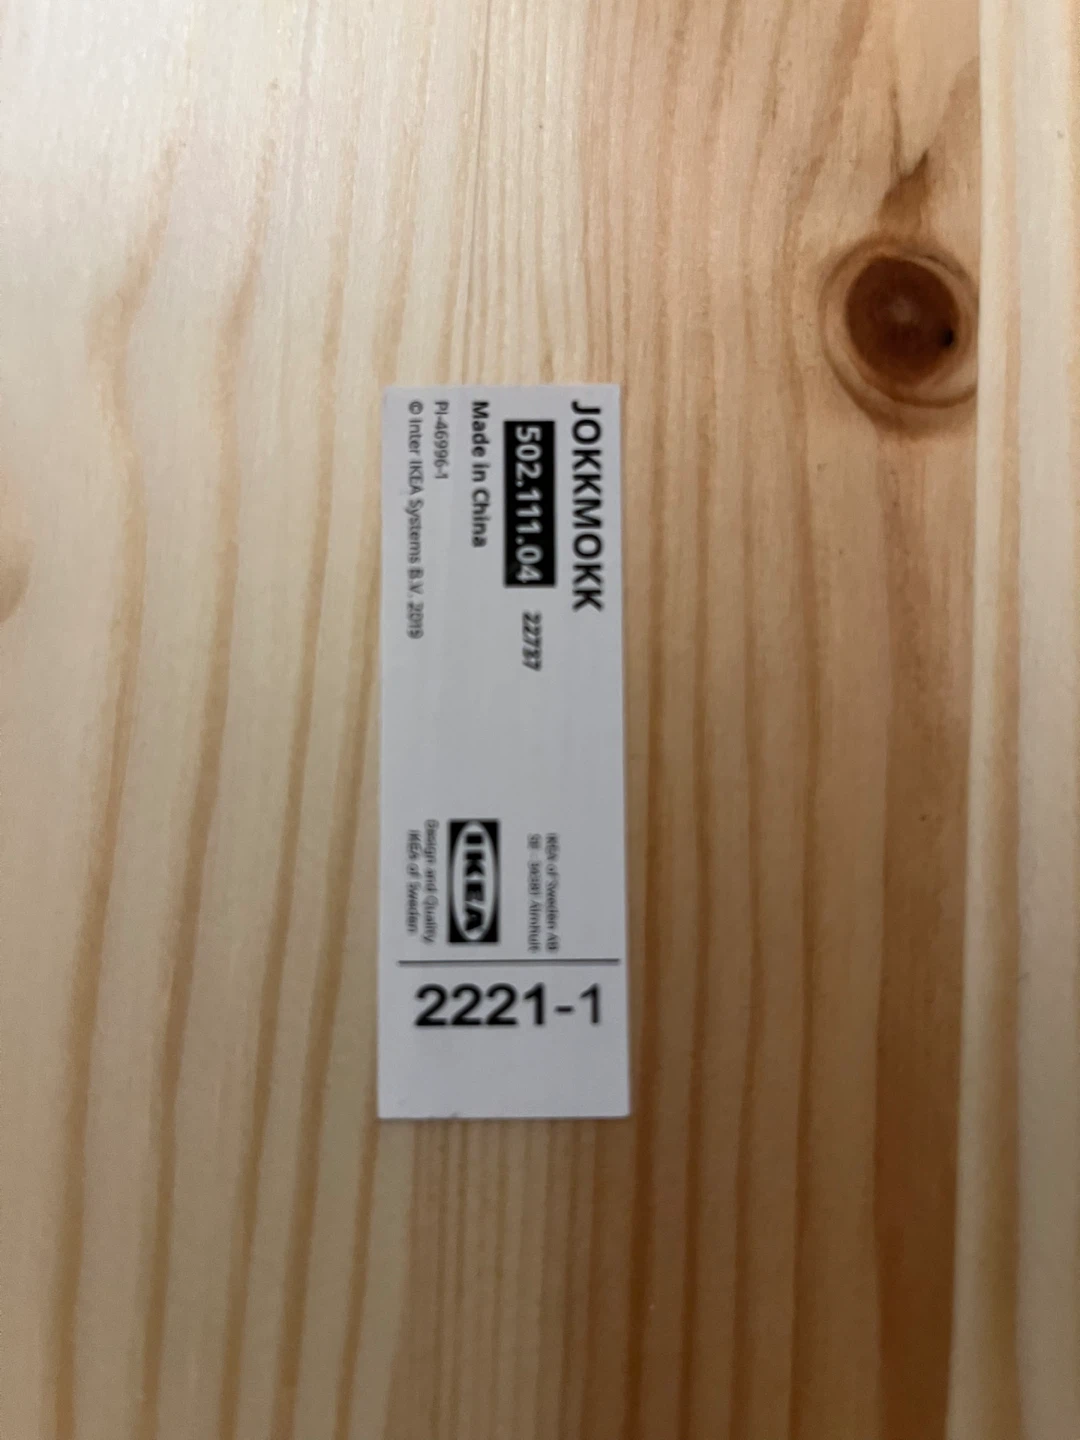 JOKKMOKK
502.111.04 22787
Made in China
PI-46996-1
© Inter IKEA Systems B.V. 2019
IKEA of Sweden AB
SE - 34381 Älmhult
IKEA
Design and Quality
IKEA of Sweden
2221-1